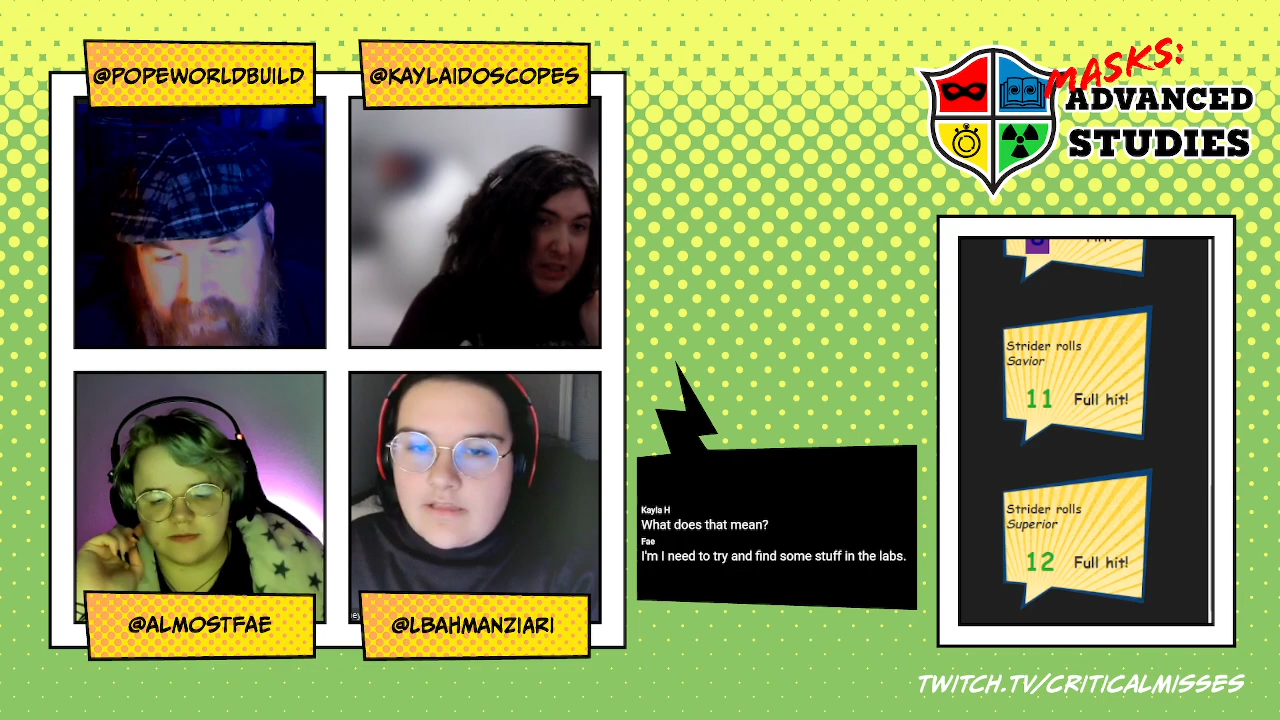 @POPEWORLDBUILD
@KAYLAIDOSCOPES
MASKS:
ADVANCED
STUDIES
Strider rolls
Savior
11 Full hit!
Strider rolls
Superior
12 Full hit!
Kayla H
What does that mean?
Fae
I'm I need to try and find some stuff in the labs.
@ALMOSTFAE
@LBAHMANZIARI
TWITCH.TV/CRITICALMISSES